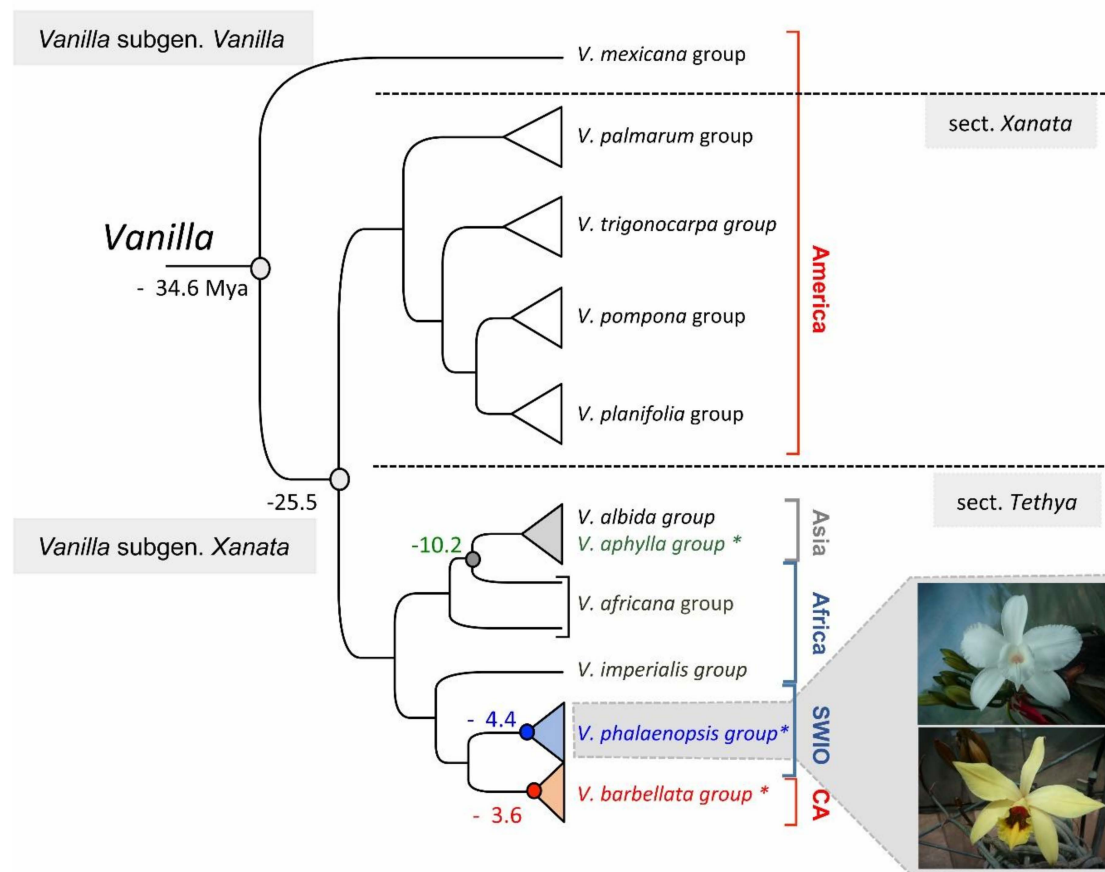 Vanilla subgen. Vanilla
V. mexicana group
sect. Xanata
V. palmarum group
V. trigonocarpa group
Vanilla
- 34.6 Mya
America
V. pompona group
V. planifolia group
-25.5
sect. Tethya
Vanilla subgen. Xanata
V. albida group
-10.2
V. aphylla group *
Asia
V. africana group
Africa
V. imperialis group
- 4.4
V. phalaenopsis group*
SWIO
V. barbellata group *
- 3.6
CA